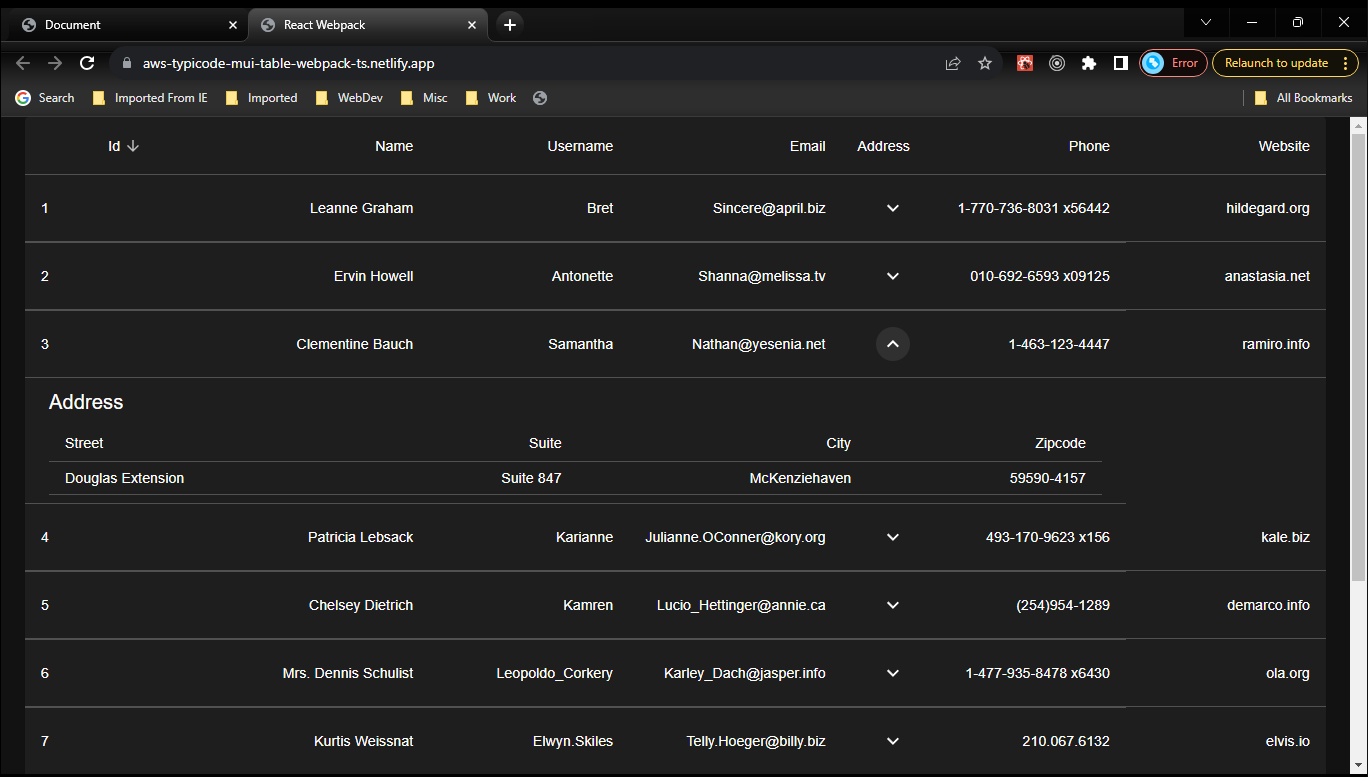 Document
React Webpack
aws-typicode-mui-table-webpack-ts.netlify.app
Error
Relaunch to update
Search Imported From IE Imported WebDev Misc Work All Bookmarks
Id Name Username Email Address Phone Website
1 Leanne Graham Bret Sincere@april.biz 1-770-736-8031 x56442 hildegard.org
2 Ervin Howell Antonette Shanna@melissa.tv 010-692-6593 x09125 anastasia.net
3 Clementine Bauch Samantha Nathan@yesenia.net 1-463-123-4447 ramiro.info
Address
Street Suite City Zipcode
Douglas Extension Suite 847 McKenziehaven 59590-4157
4 Patricia Lebsack Karianne Julianne.OConner@kory.org 493-170-9623 x156 kale.biz
5 Chelsey Dietrich Kamren Lucio_Hettinger@annie.ca (254)954-1289 demarco.info
6 Mrs. Dennis Schulist Leopoldo_Corkery Karley_Dach@jasper.info 1-477-935-8478 x6430 ola.org
7 Kurtis Weissnat Elwyn.Skiles Telly.Hoeger@billy.biz 210.067.6132 elvis.io